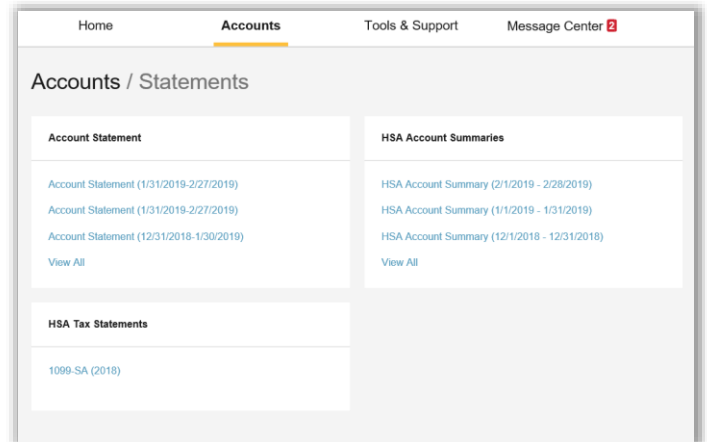 Home Accounts Tools & Support Message Center 2
Accounts / Statements
Account Statement
Account Statement (1/31/2019-2/27/2019)
Account Statement (1/31/2019-2/27/2019)
Account Statement (12/31/2018-1/30/2019)
View All
HSA Account Summaries
HSA Account Summary (2/1/2019 - 2/28/2019)
HSA Account Summary (1/1/2019 - 1/31/2019)
HSA Account Summary (12/1/2018 - 12/31/2018)
View All
HSA Tax Statements
1099-SA (2018)